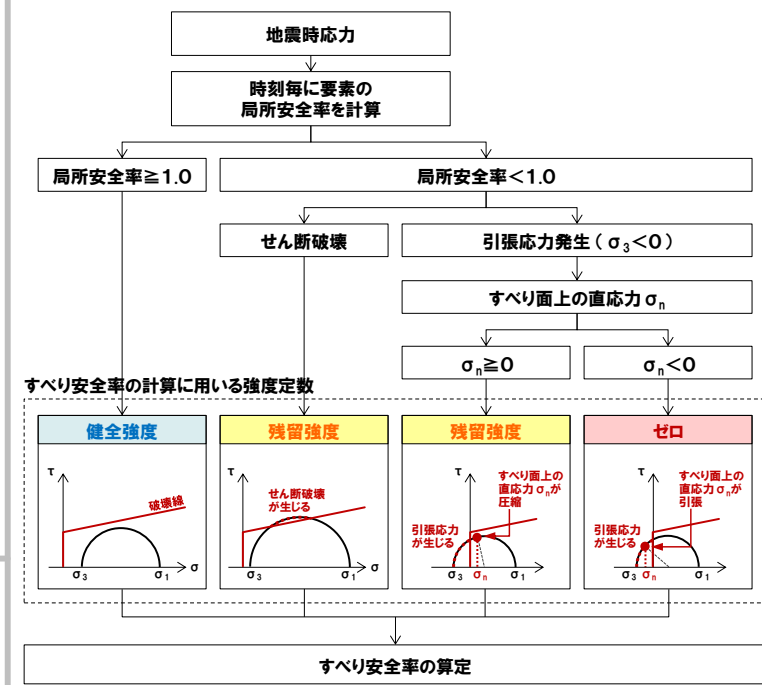 地震時応力
時刻毎に要素の
局所安全率を計算
局所安全率≧1.0
局所安全率<1.0
せん断破壊
引張応力発生(σ3<0)
すべり面上の直応力σn
σn≧0
σn<0
すべり安全率の計算に用いる強度定数
健全強度
残留強度
残留強度
ゼロ
τ
破壊線
σ3
σ1
σ
τ
せん断破壊
が生じる
σ3
σ1
σ
τ
すべり面上の
直応力σnが
圧縮
引張応力
が生じる
σ3
σn
σ1
σ
τ
すべり面上の
直応力σnが
引張
引張応力
が生じる
σ3
σn
σ1
σ
すべり安全率の算定